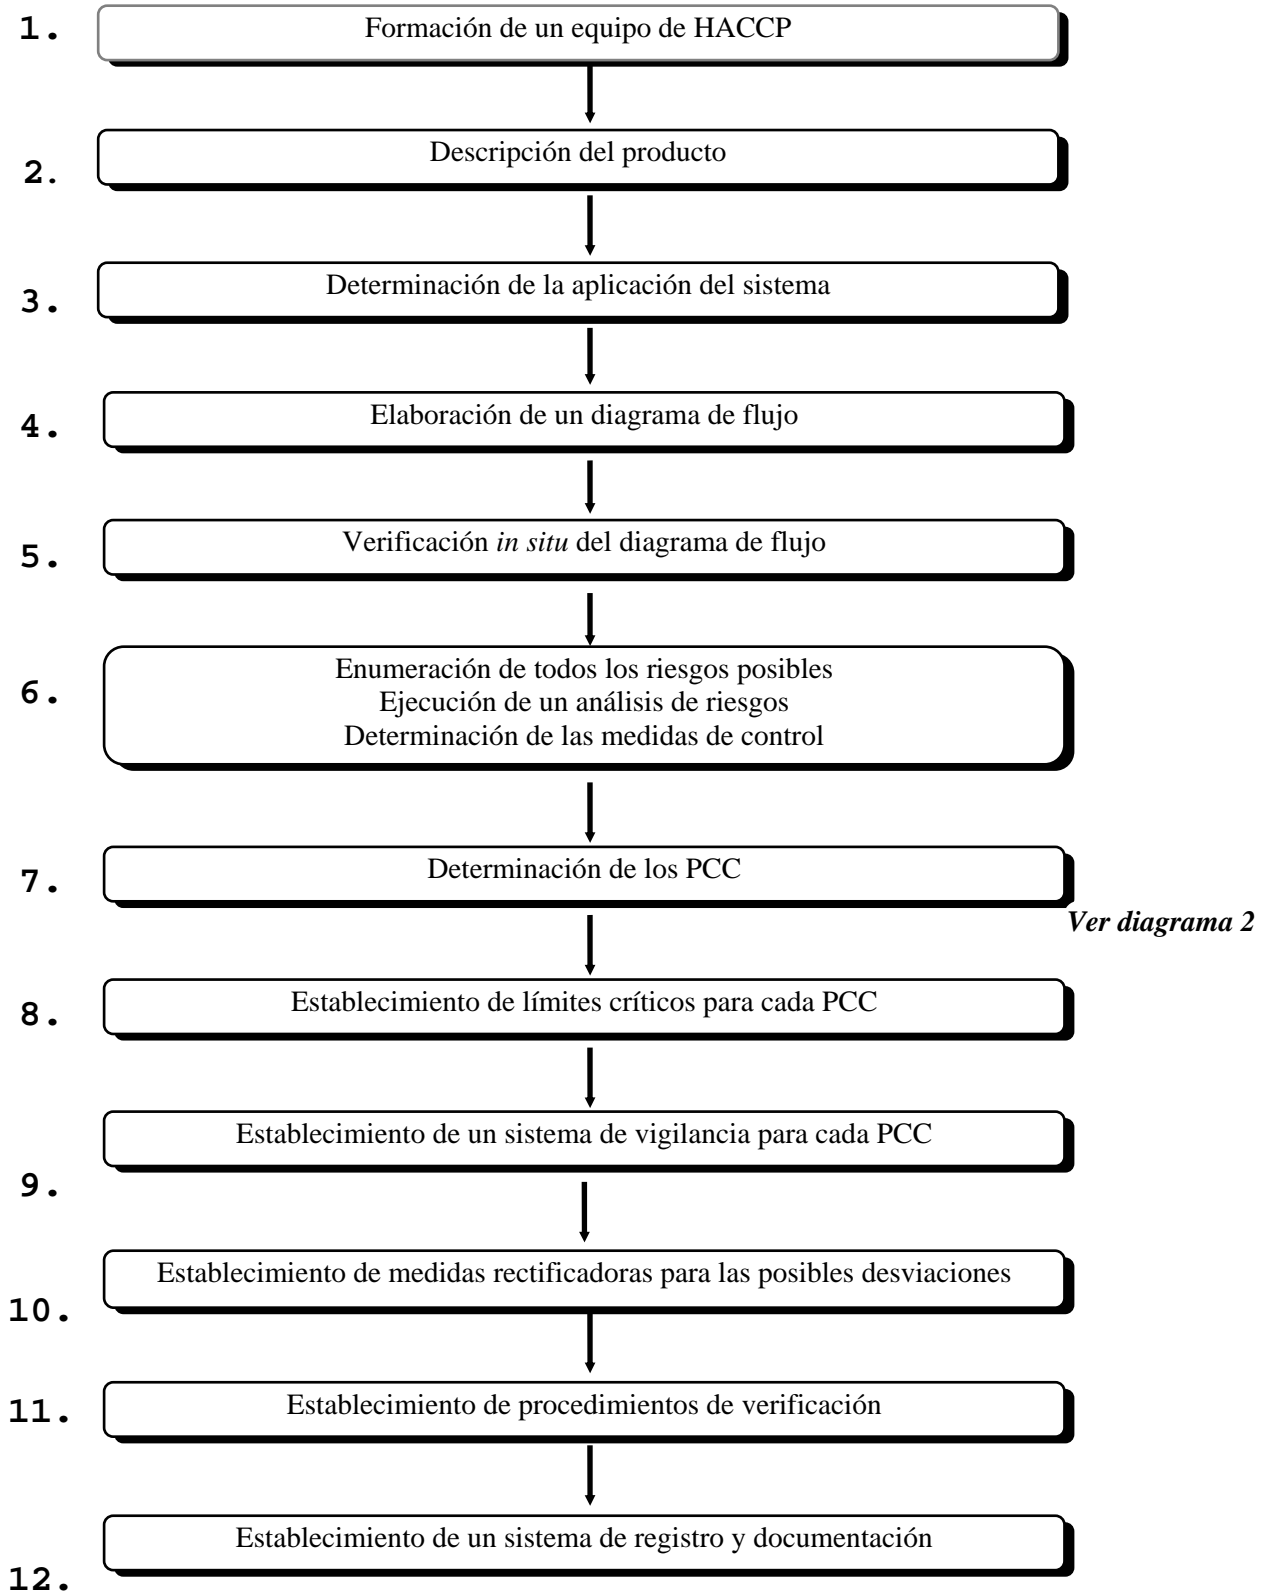 1. Formación de un equipo de HACCP
2. Descripción del producto
3. Determinación de la aplicación del sistema
4. Elaboración de un diagrama de flujo
5. Verificación in situ del diagrama de flujo
Enumeración de todos los riesgos posibles
6. Ejecución de un análisis de riesgos
Determinación de las medidas de control
7. Determinación de los PCC
Ver diagrama 2
8. Establecimiento de límites críticos para cada PCC
9. Establecimiento de un sistema de vigilancia para cada PCC
10. Establecimiento de medidas rectificadoras para las posibles desviaciones
11. Establecimiento de procedimientos de verificación
12. Establecimiento de un sistema de registro y documentación